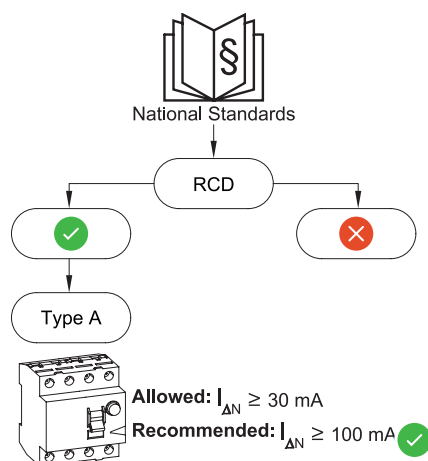 §
National Standards
RCD
Type A
Allowed: IΔN ≥ 30 mA
Recommended: IΔN ≥ 100 mA